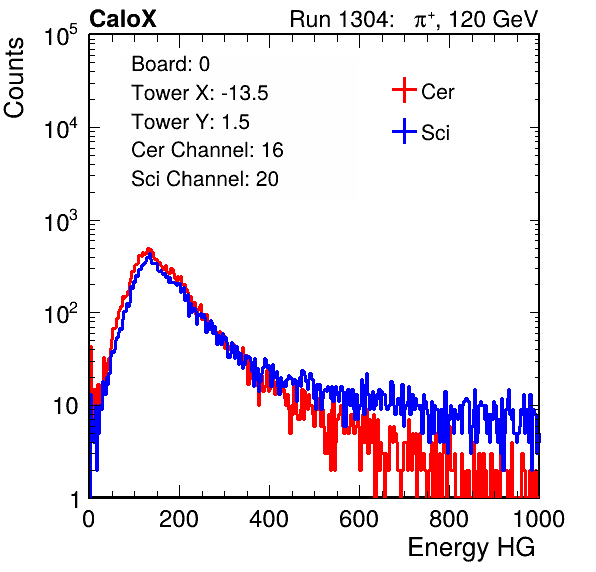 CaloX Run 1304: π⁺, 120 GeV
Counts
Board: 0
Tower X: -13.5
Tower Y: 1.5
Cer Channel: 16
Sci Channel: 20
Cer
Sci
10⁵
10⁴
10³
10²
10
1
0 200 400 600 800 1000
Energy HG